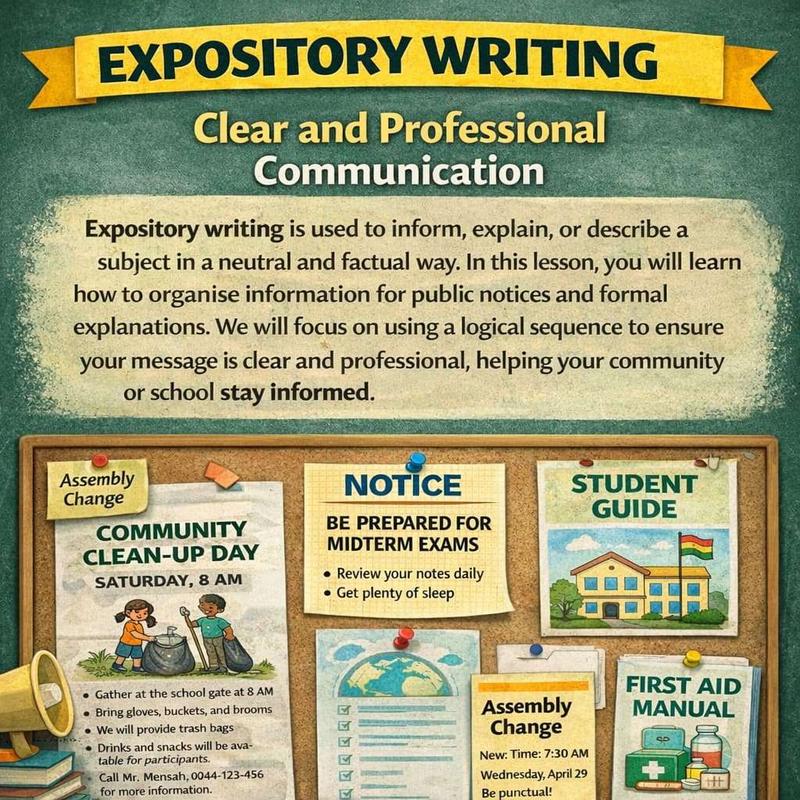 EXPOSITORY WRITING
Clear and Professional
Communication
Expository writing is used to inform, explain, or describe a
subject in a neutral and factual way. In this lesson, you will learn
how to organise information for public notices and formal
explanations. We will focus on using a logical sequence to ensure
your message is clear and professional, helping your community
or school stay informed.
Assembly
Change
COMMUNITY
CLEAN-UP DAY
SATURDAY, 8 AM
• Gather at the school gate at 8 AM
• Bring gloves, buckets, and brooms
• We will provide trash bags
• Drinks and snacks will be ava-
table for participants.
Call Mr. Mensah, 0044-123-456
for more information.
NOTICE
BE PREPARED FOR
MIDTERM EXAMS
• Review your notes daily
• Get plenty of sleep
STUDENT
GUIDE
Assembly
Change
New: Time: 7:30 AM
Wednesday, April 29
Be punctual!
FIRST AID
MANUAL